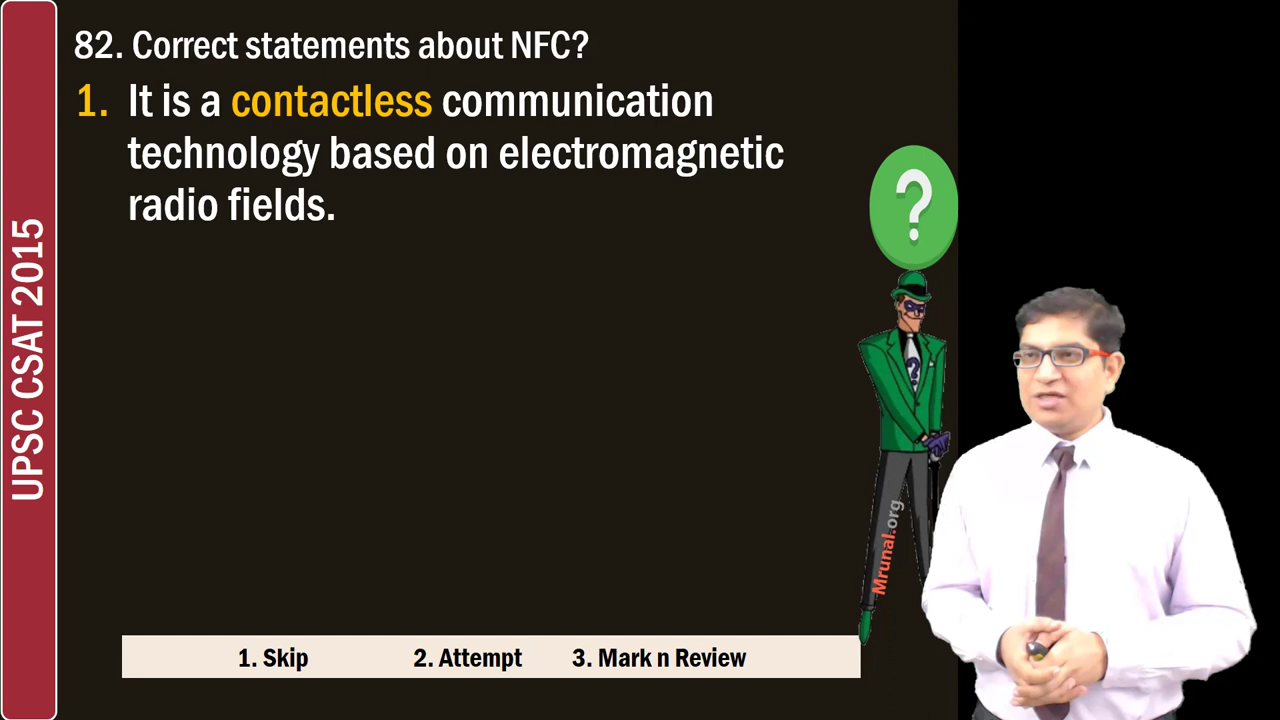 UPSC CSAT 2015
82. Correct statements about NFC?
1. It is a contactless communication
technology based on electromagnetic
radio fields.
?
?
Mrunal.org
1. Skip 2. Attempt 3. Mark n Review